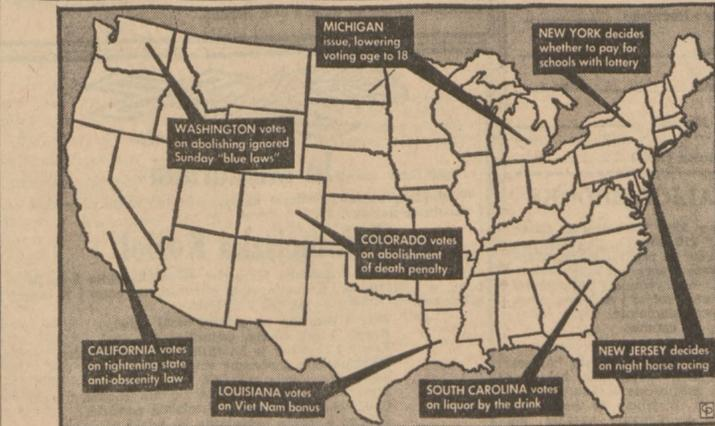 MICHIGAN
issue, lowering
voting age to 18
NEW YORK decides
whether to pay for
schools with lottery
WASHINGTON votes
on abolishing ignored
Sunday "blue laws"
COLORADO votes
on abolishment
of death penalty
CALIFORNIA votes
on tightening state
anti-obscenity law
LOUISIANA votes
on Viet Nam bonus
SOUTH CAROLINA votes
on liquor by the drink
NEW JERSEY decides
on night horse racing